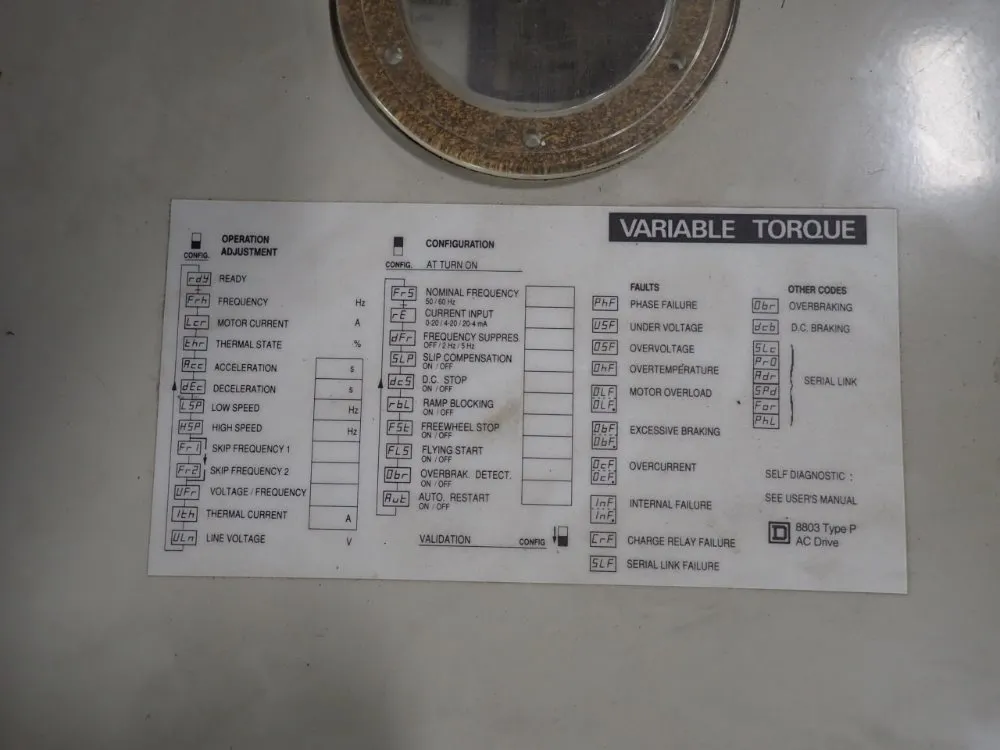 VARIABLE TORQUE
OPERATION
ADJUSTMENT
CONFIG.
rdY READY
FrH FREQUENCY Hz
Lcr MOTOR CURRENT A
tHr THERMAL STATE %
Acc ACCELERATION s
dEc DECELERATION s
LSP LOW SPEED Hz
HSP HIGH SPEED Hz
Fr1 SKIP FREQUENCY 1
Fr2 SKIP FREQUENCY 2
UFr VOLTAGE / FREQUENCY
ItH THERMAL CURRENT A
ULn LINE VOLTAGE V
CONFIGURATION
CONFIG. AT TURN ON
FrS NOMINAL FREQUENCY
50 / 60 Hz
rE CURRENT INPUT
0-20 / 4-20 / 20-4 mA
dFr FREQUENCY SUPPRES
OFF / 2 Hz / 5 Hz
SLP SLIP COMPENSATION
ON / OFF
dcS D.C. STOP
ON / OFF
rbL RAMP BLOCKING
ON / OFF
FSt FREEWHEEL STOP
ON / OFF
FLS FLYING START
ON / OFF
Obr OVERBRAK. DETECT.
ON / OFF
Aut AUTO. RESTART
ON / OFF
VALIDATION CONFIG
FAULTS
PHF PHASE FAILURE
USF UNDER VOLTAGE
OSF OVERVOLTAGE
OHF OVERTEMPERATURE
OLF MOTOR OVERLOAD
OLF.
ObF EXCESSIVE BRAKING
ObF.
OcF OVERCURRENT
OcF.
InF INTERNAL FAILURE
InF.
CrF CHARGE RELAY FAILURE
SLF SERIAL LINK FAILURE
OTHER CODES
Obr OVERBRAKING
dcb D.C. BRAKING
SLc
PrO
Adr
SPd
For
PHL
SERIAL LINK
SELF DIAGNOSTIC :
SEE USER'S MANUAL
D 8803 Type P
AC Drive